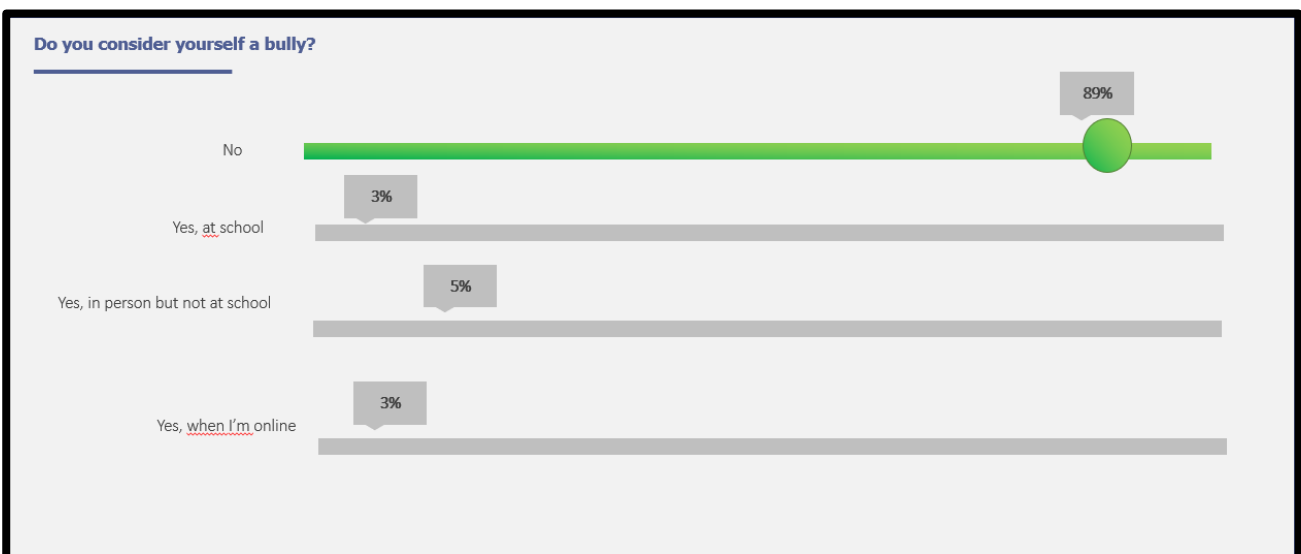 Do you consider yourself a bully?
89%
No
3%
Yes, at school
5%
Yes, in person but not at school
3%
Yes, when I'm online